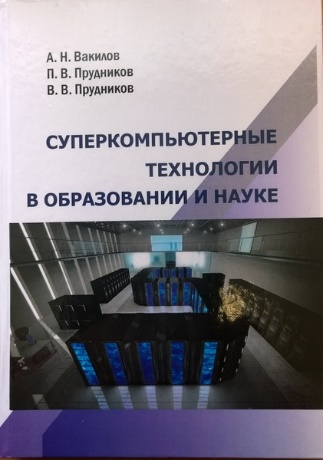 А. Н. Вакилов
П. В. Прудников
В. В. Прудников
СУПЕРКОМПЬЮТЕРНЫЕ
ТЕХНОЛОГИИ
В ОБРАЗОВАНИИ И НАУКЕ